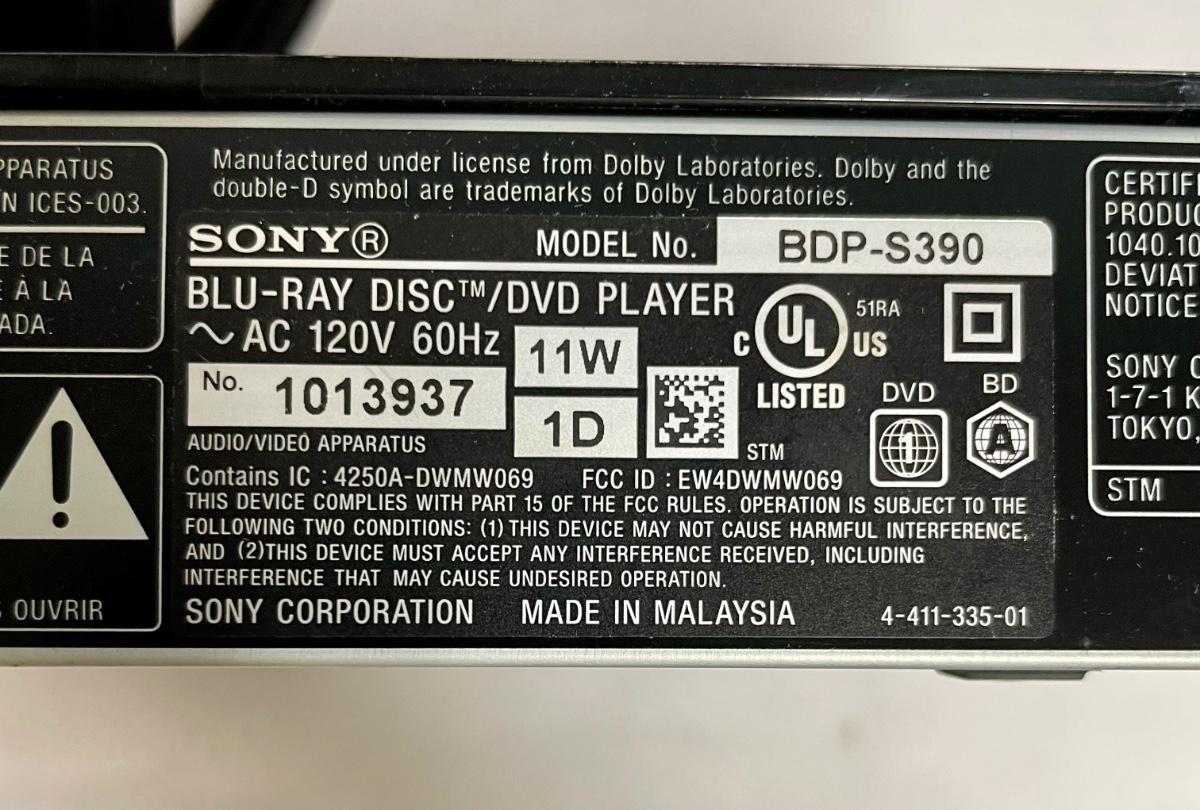 PPARATUS
N ICES-003.
E DE LA
À LA
ADA.
OUVRIR
Manufactured under license from Dolby Laboratories. Dolby and the
double-D symbol are trademarks of Dolby Laboratories.
SONY® MODEL No. BDP-S390
BLU-RAY DISC™/DVD PLAYER
~ AC 120V 60Hz 11W
No. 1013937 1D
C UL US 51RA
LISTED
DVD BD
1 A
AUDIO/VIDEO APPARATUS STM
Contains IC : 4250A-DWMW069 FCC ID : EW4DWMW069
THIS DEVICE COMPLIES WITH PART 15 OF THE FCC RULES. OPERATION IS SUBJECT TO THE
FOLLOWING TWO CONDITIONS: (1) THIS DEVICE MAY NOT CAUSE HARMFUL INTERFERENCE,
AND (2)THIS DEVICE MUST ACCEPT ANY INTERFERENCE RECEIVED, INCLUDING
INTERFERENCE THAT MAY CAUSE UNDESIRED OPERATION.
SONY CORPORATION MADE IN MALAYSIA 4-411-335-01
CERTIF
PRODUC
1040.10
DEVIAT
NOTICE
SONY C
1-7-1 K
TOKYO,
STM